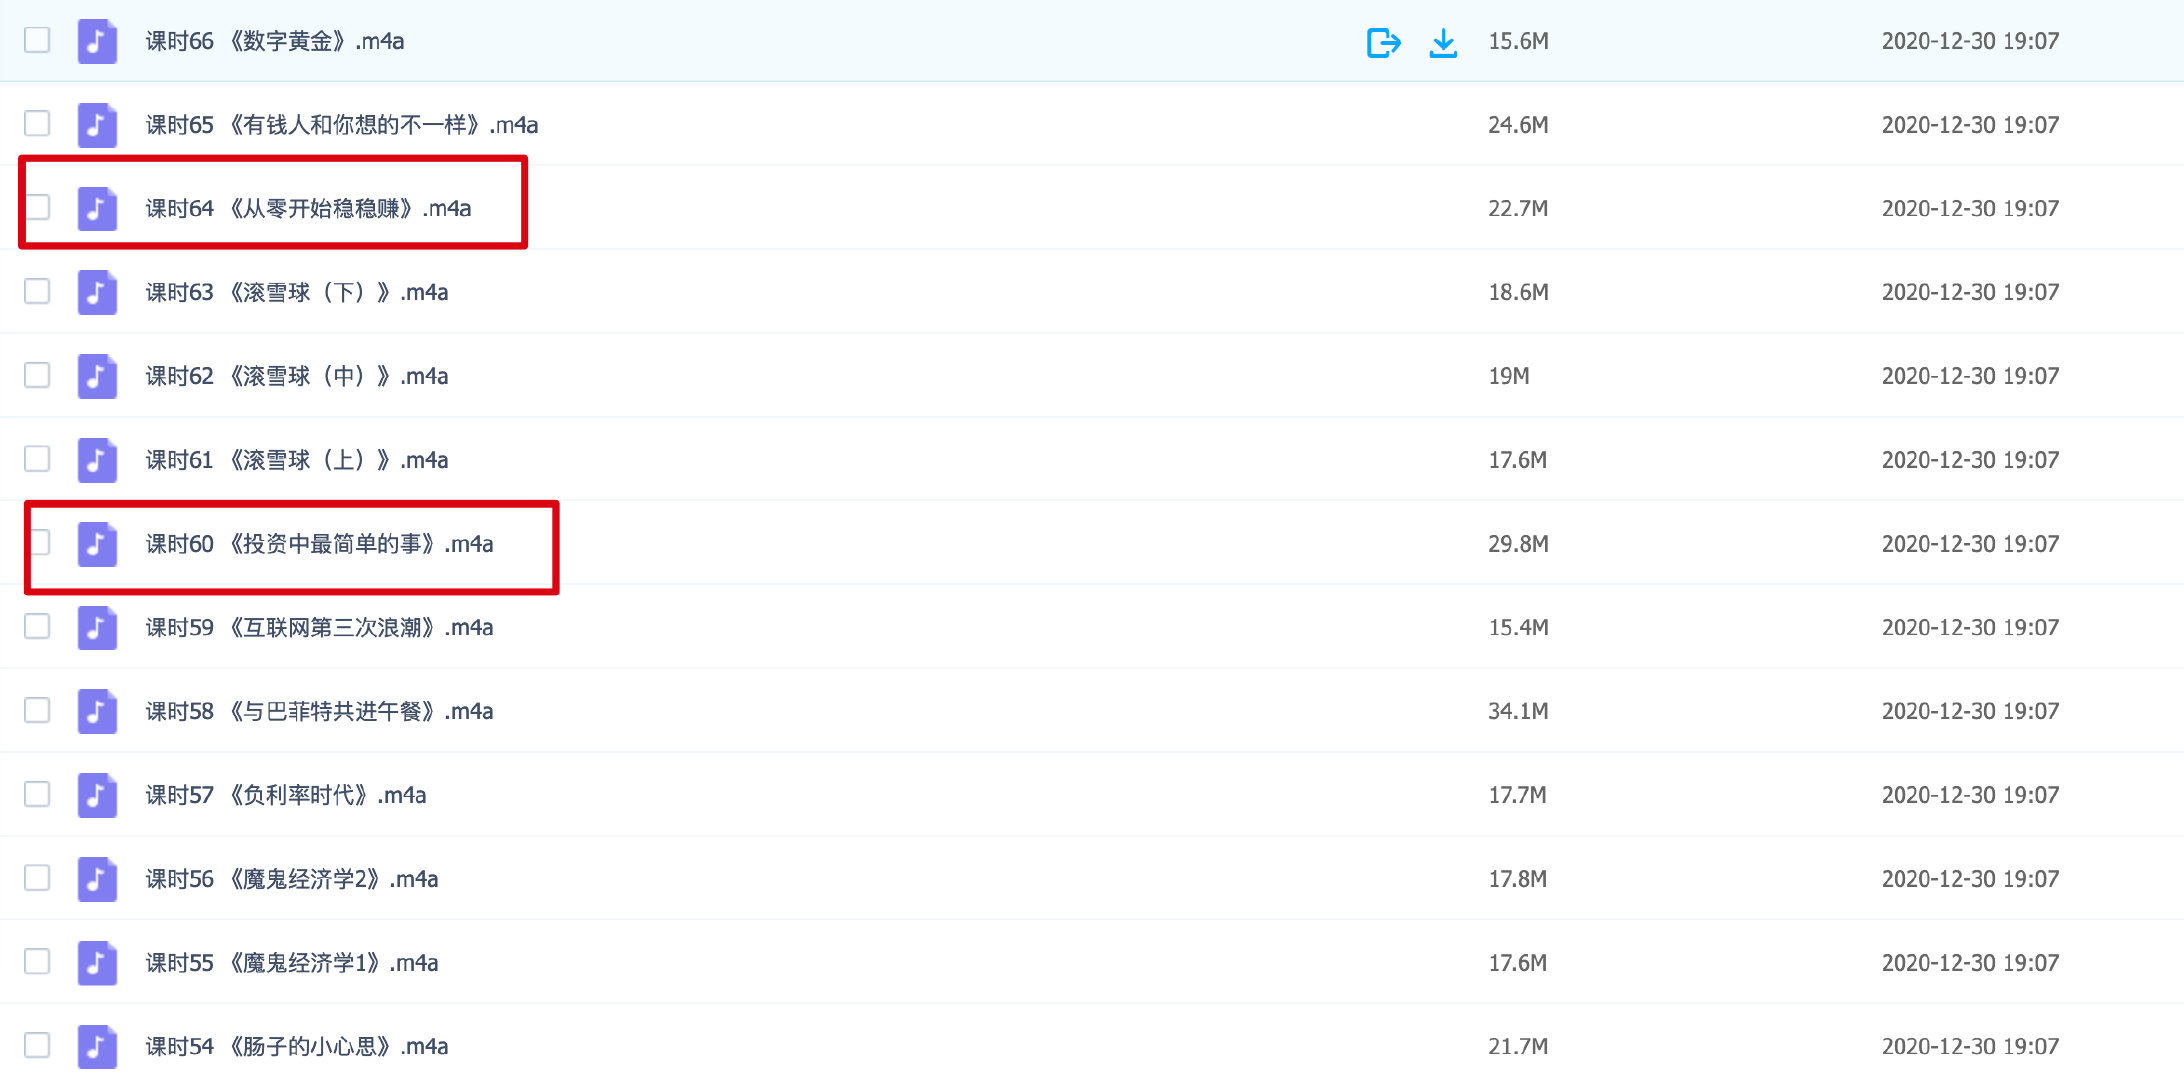 课时66 《数字黄金》.m4a 15.6M 2020-12-30 19:07
课时65 《有钱人和你想的不一样》.m4a 24.6M 2020-12-30 19:07
课时64 《从零开始稳稳赚》.m4a 22.7M 2020-12-30 19:07
课时63 《滚雪球（下）》.m4a 18.6M 2020-12-30 19:07
课时62 《滚雪球（中）》.m4a 19M 2020-12-30 19:07
课时61 《滚雪球（上）》.m4a 17.6M 2020-12-30 19:07
课时60 《投资中最简单的事》.m4a 29.8M 2020-12-30 19:07
课时59 《互联网第三次浪潮》.m4a 15.4M 2020-12-30 19:07
课时58 《与巴菲特共进午餐》.m4a 34.1M 2020-12-30 19:07
课时57 《负利率时代》.m4a 17.7M 2020-12-30 19:07
课时56 《魔鬼经济学2》.m4a 17.8M 2020-12-30 19:07
课时55 《魔鬼经济学1》.m4a 17.6M 2020-12-30 19:07
课时54 《肠子的小心思》.m4a 21.7M 2020-12-30 19:07